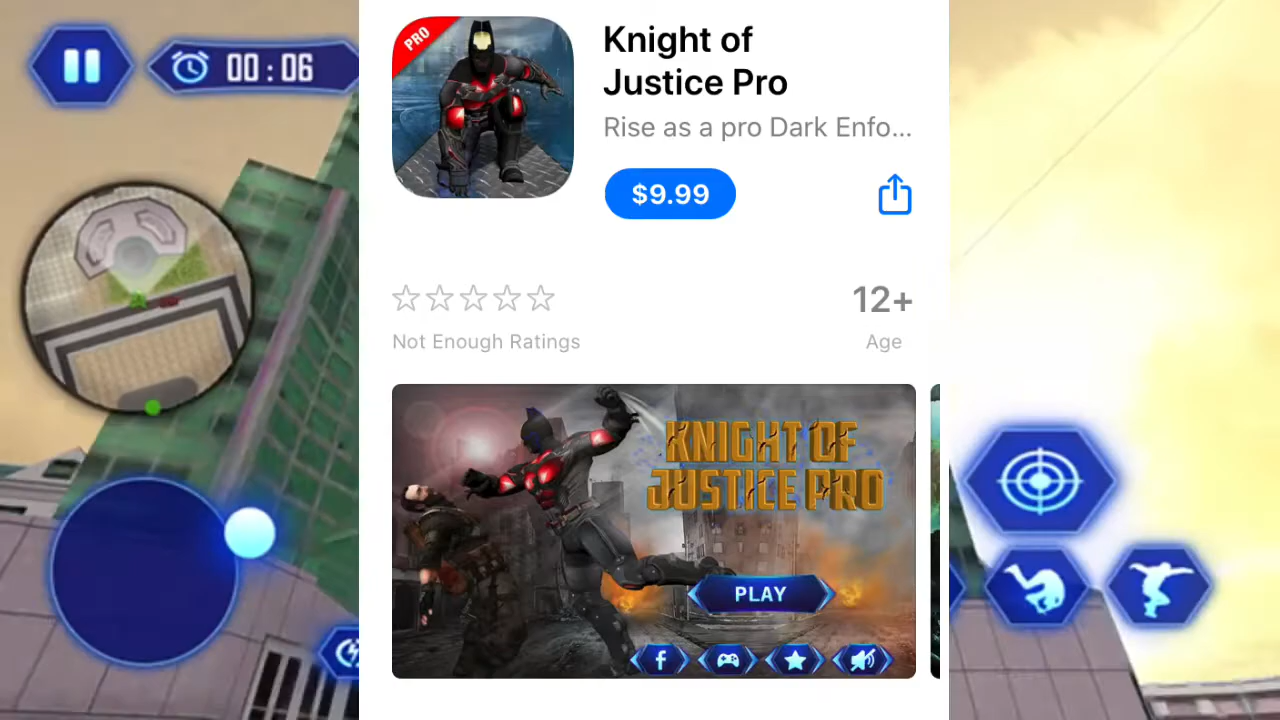 00 : 06
PRO
Knight of
Justice Pro
Rise as a pro Dark Enfo...
$9.99
Not Enough Ratings
12+
Age
KNIGHT OF
JUSTICE PRO
PLAY
f